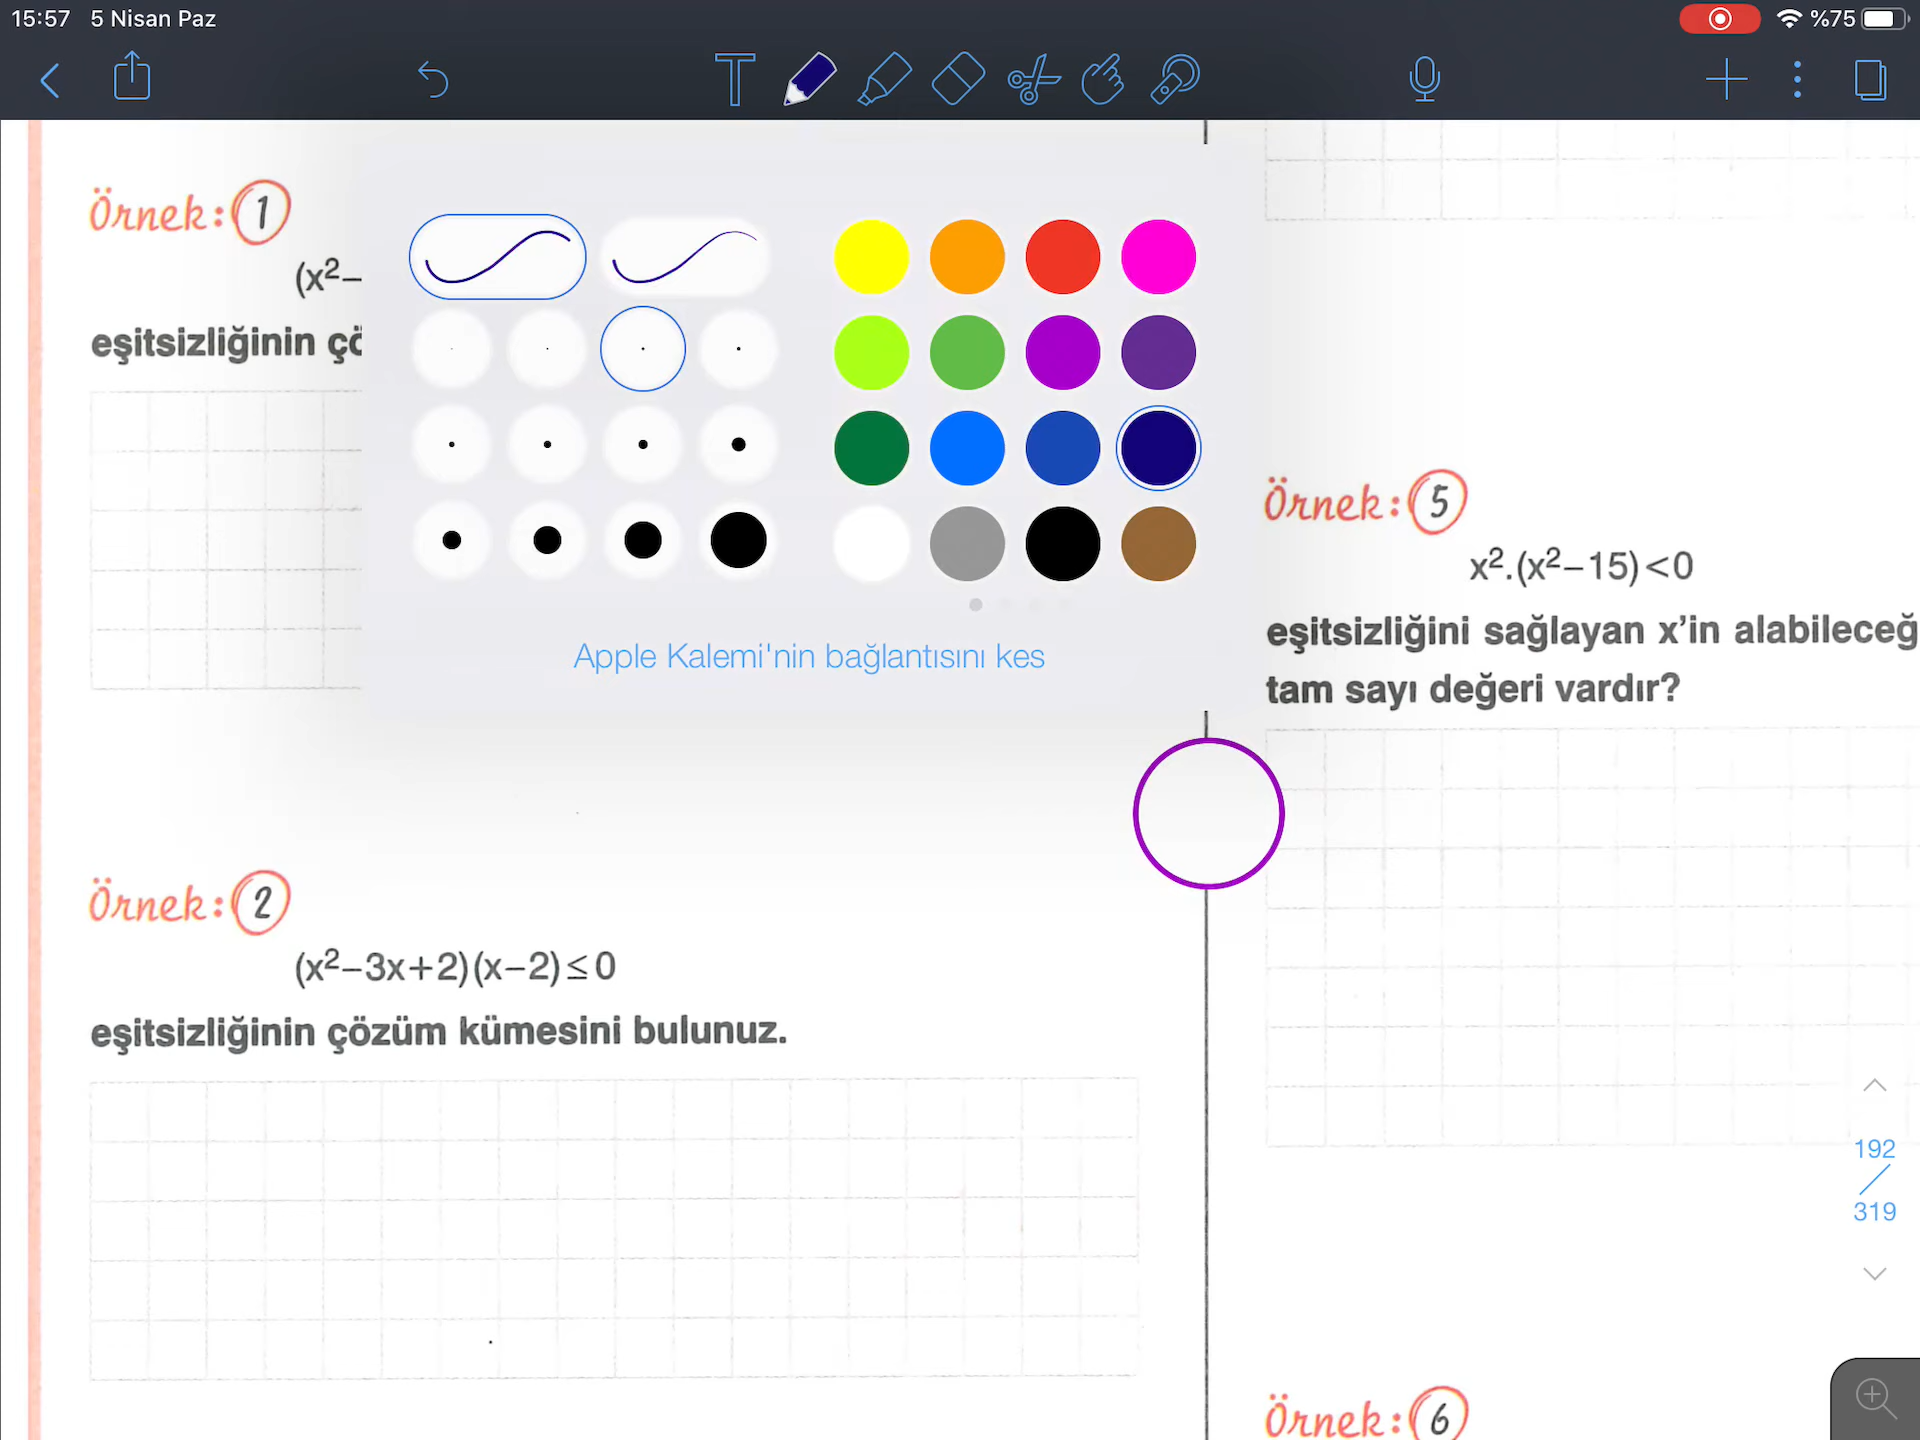 15:57 5 Nisan Paz
%75
Örnek: 1
(x²–
eşitsizliğinin çö
Apple Kalemi'nin bağlantısını kes
Örnek: 2
(x²–3x+2)(x–2)≤0
eşitsizliğinin çözüm kümesini bulunuz.
Örnek: 5
x².(x²–15)<0
eşitsizliğini sağlayan x'in alabileceğ
tam sayı değeri vardır?
192
319
Örnek: 6